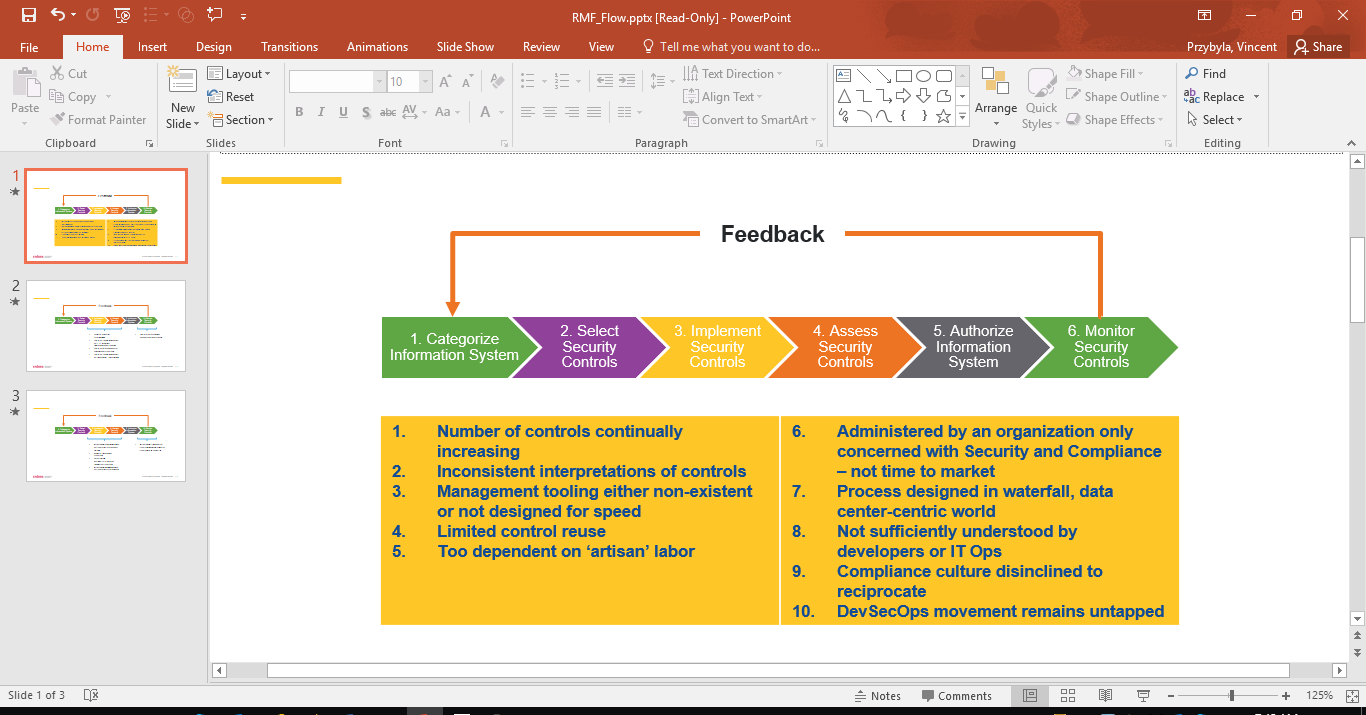 RMF_Flow.pptx [Read-Only] - PowerPoint
File Home Insert Design Transitions Animations Slide Show Review View Tell me what you want to do... Przybyla, Vincent Share
Paste
Cut
Copy
Format Painter
Clipboard
New
Slide
Layout
Reset
Section
Slides
10
B I U S abc AV Aa A
Font
Text Direction
Align Text
Convert to SmartArt
Paragraph
Arrange
Quick
Styles
Shape Fill
Shape Outline
Shape Effects
Drawing
Find
Replace
Select
Editing
1
2
3
Feedback
1. Categorize
Information System
2. Select
Security
Controls
3. Implement
Security
Controls
4. Assess
Security
Controls
5. Authorize
Information
System
6. Monitor
Security
Controls
1. Number of controls continually
increasing
2. Inconsistent interpretations of controls
3. Management tooling either non-existent
or not designed for speed
4. Limited control reuse
5. Too dependent on ‘artisan’ labor
6. Administered by an organization only
concerned with Security and Compliance
– not time to market
7. Process designed in waterfall, data
center-centric world
8. Not sufficiently understood by
developers or IT Ops
9. Compliance culture disinclined to
reciprocate
10. DevSecOps movement remains untapped
Slide 1 of 3 Notes Comments 125%